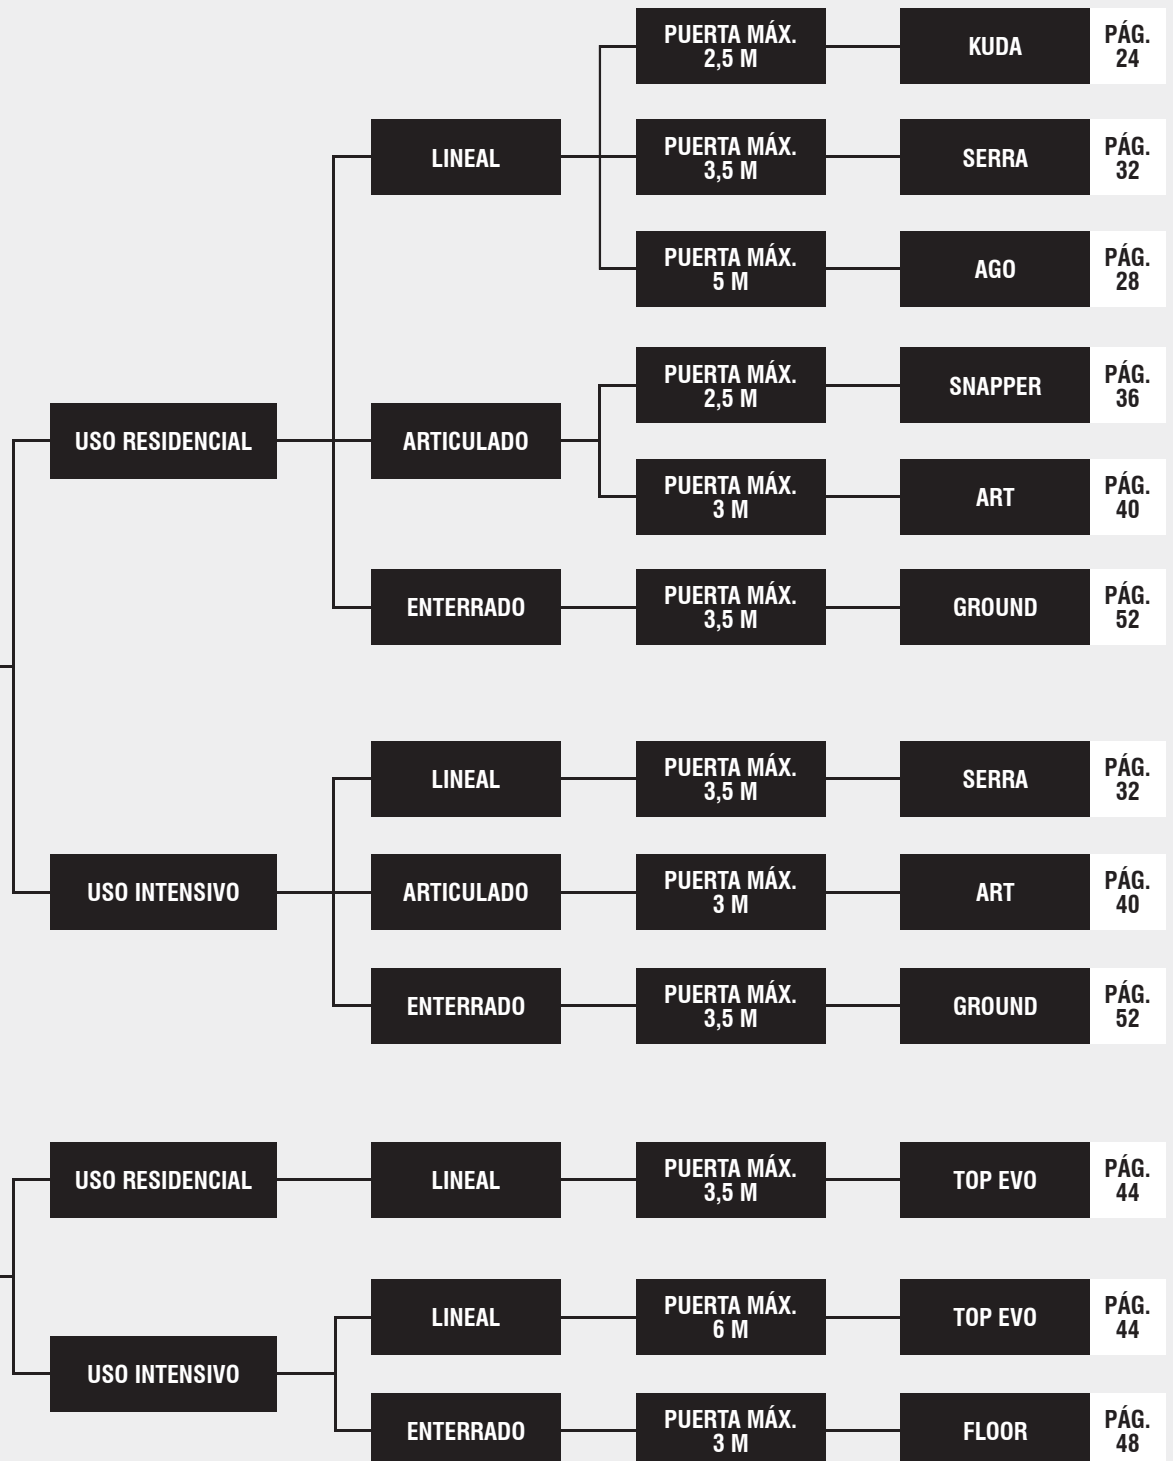 PUERTA MÁX.
2,5 M
KUDA
PÁG.
24
LINEAL
PUERTA MÁX.
3,5 M
SERRA
PÁG.
32
PUERTA MÁX.
5 M
AGO
PÁG.
28
PUERTA MÁX.
2,5 M
SNAPPER
PÁG.
36
USO RESIDENCIAL
ARTICULADO
PUERTA MÁX.
3 M
ART
PÁG.
40
ENTERRADO
PUERTA MÁX.
3,5 M
GROUND
PÁG.
52
LINEAL
PUERTA MÁX.
3,5 M
SERRA
PÁG.
32
USO INTENSIVO
ARTICULADO
PUERTA MÁX.
3 M
ART
PÁG.
40
ENTERRADO
PUERTA MÁX.
3,5 M
GROUND
PÁG.
52
USO RESIDENCIAL
LINEAL
PUERTA MÁX.
3,5 M
TOP EVO
PÁG.
44
LINEAL
PUERTA MÁX.
6 M
TOP EVO
PÁG.
44
USO INTENSIVO
ENTERRADO
PUERTA MÁX.
3 M
FLOOR
PÁG.
48